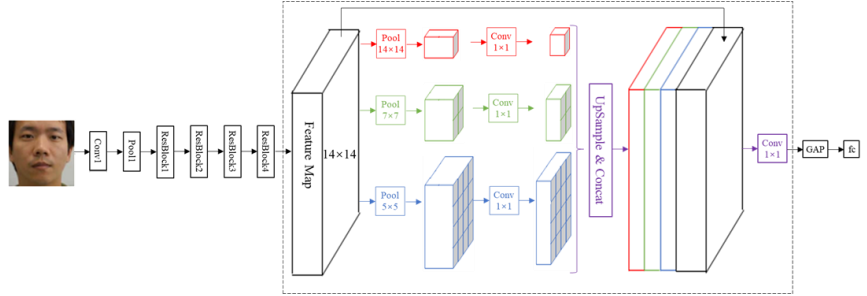 Conv1
Pool1
ResBlock1
ResBlock2
ResBlock3
ResBlock4
Feature Map
14×14
Pool
14×14
Conv
1×1
Pool
7×7
Conv
1×1
Pool
5×5
Conv
1×1
UpSample & Concat
Conv
1×1
GAP
fc